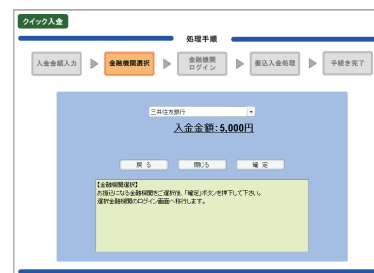 クイック入金
処理手順
入金金額入力
金融機関選択
金融機関
ログイン
振込入金処理
手続き完了
三井住友銀行
入金金額:5,000円
戻る
閉じる
確定
【金融機関選択】
お振込になる金融機関をご選択後、「確定」ボタンを押下して下さい。
選択金融機関のログイン画面へ移行します。